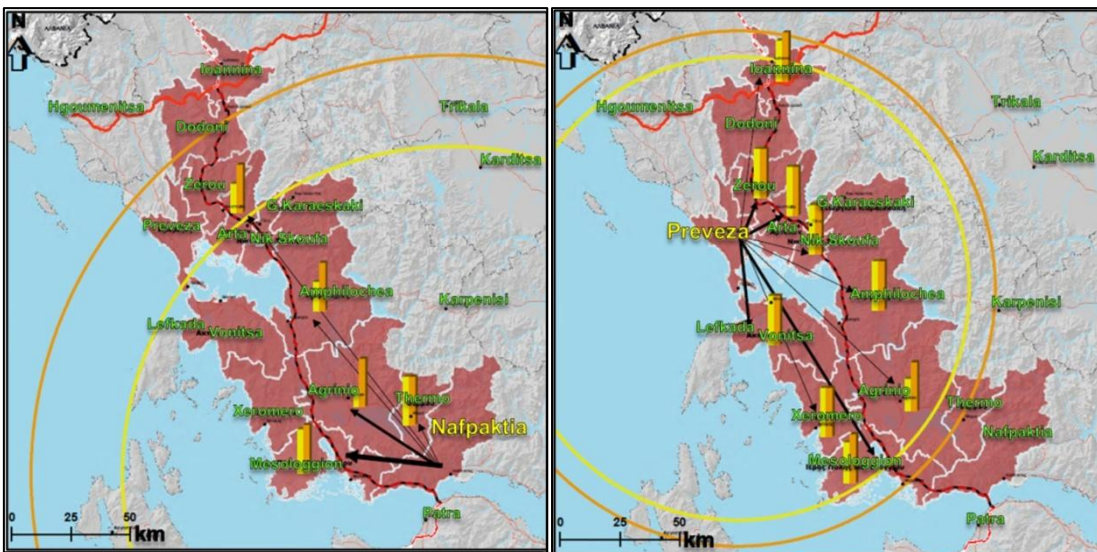 N
Ioannina
Hgoumenitsa
Trikala
Dodoni
Karditsa
Zerou
G.Karaeskaki
Preveza
Arta
Nik.Skoufa
Amphilochea
Karpenisi
Lefkada
Vonitsa
Agrinio
Thermo
Xeromero
Nafpaktia
Mesologgion
Patra
0 25 50
km
N
Ioannina
Hgoumenitsa
Trikala
Dodoni
Karditsa
Zerou
G.Karaeskaki
Preveza
Arta
Nik.Skoufa
Amphilochea
Karpenisi
Lefkada
Vonitsa
Agrinio
Thermo
Xeromero
Nafpaktia
Mesologgion
Patra
0 25 50
km